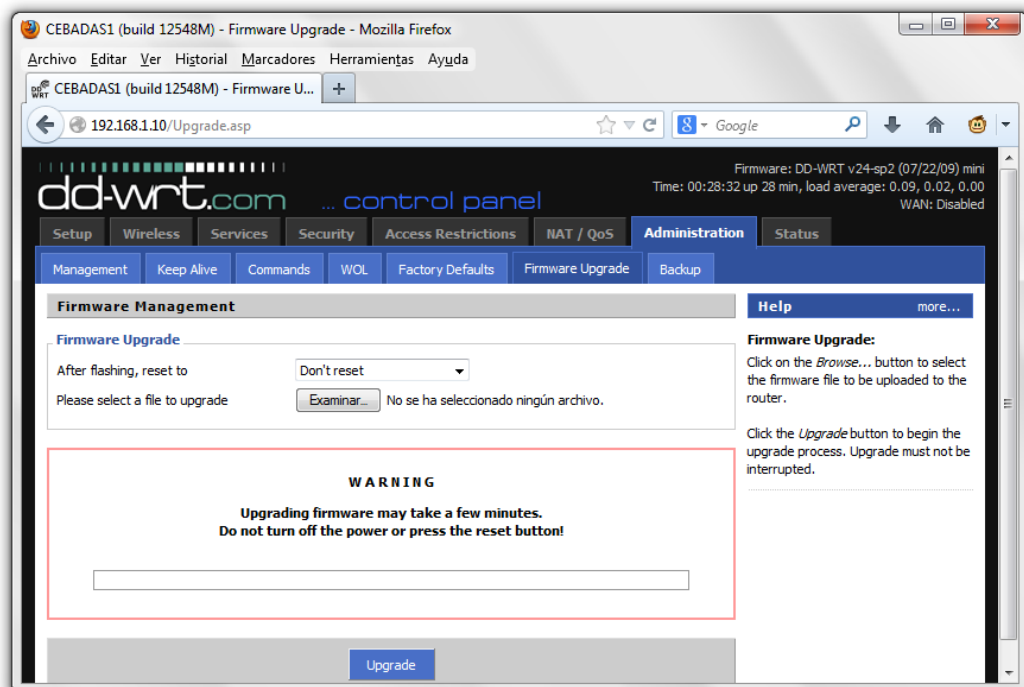 CEBADAS1 (build 12548M) - Firmware Upgrade - Mozilla Firefox
Archivo Editar Ver Historial Marcadores Herramientas Ayuda
DD WRT CEBADAS1 (build 12548M) - Firmware U... +
192.168.1.10/Upgrade.asp 8 Google
dd-wrt.com ... control panel
Firmware: DD-WRT v24-sp2 (07/22/09) mini
Time: 00:28:32 up 28 min, load average: 0.09, 0.02, 0.00
WAN: Disabled
Setup Wireless Services Security Access Restrictions NAT / QoS Administration Status
Management Keep Alive Commands WOL Factory Defaults Firmware Upgrade Backup
Firmware Management
Firmware Upgrade
After flashing, reset to Don't reset
Please select a file to upgrade Examinar... No se ha seleccionado ningún archivo.
WARNING
Upgrading firmware may take a few minutes.
Do not turn off the power or press the reset button!
Upgrade
Help more...
Firmware Upgrade:
Click on the Browse... button to select
the firmware file to be uploaded to the
router.
Click the Upgrade button to begin the
upgrade process. Upgrade must not be
interrupted.